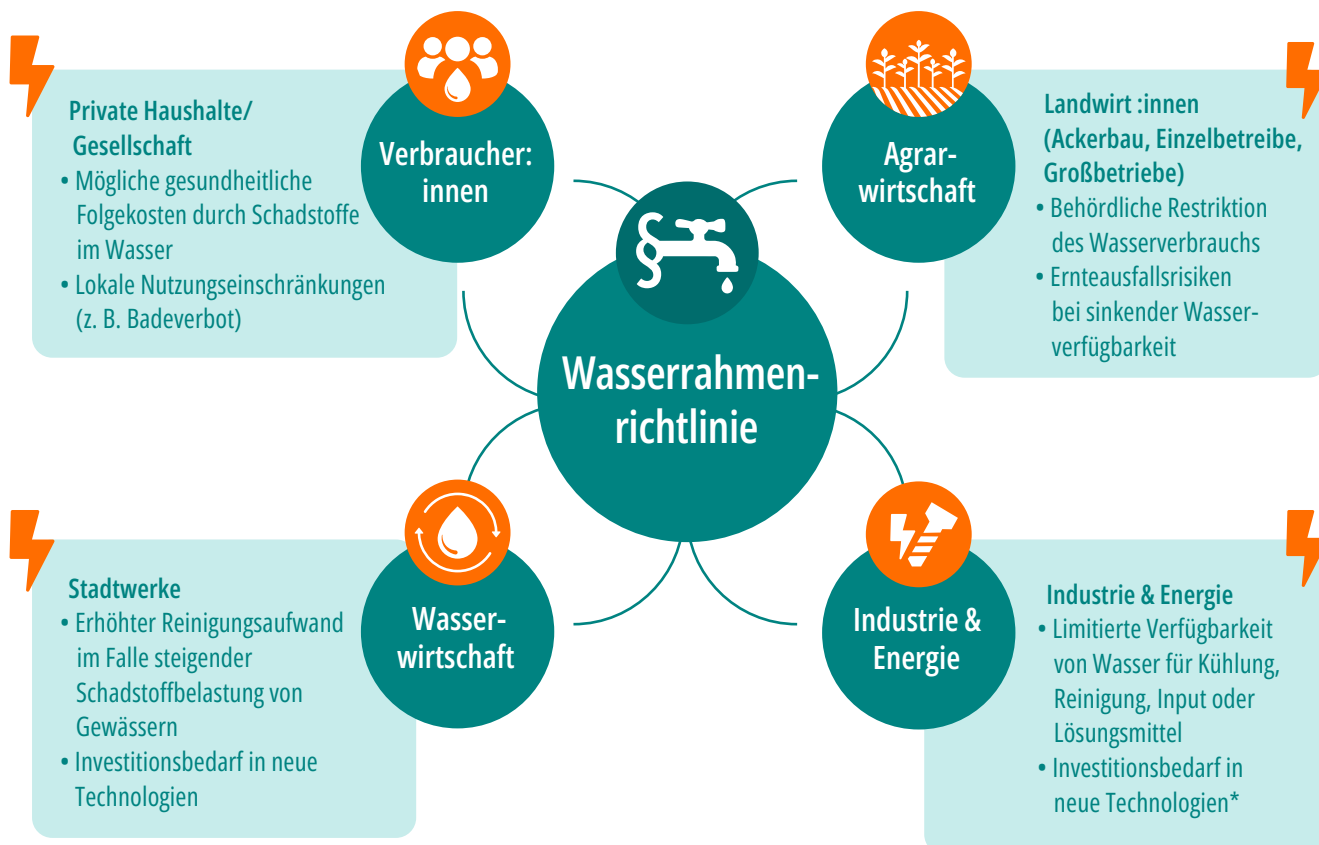 Private Haushalte/
Gesellschaft
• Mögliche gesundheitliche
Folgekosten durch Schadstoffe
im Wasser
• Lokale Nutzungseinschränkungen
(z. B. Badeverbot)
Verbraucher:
innen
Agrar-
wirtschaft
Landwirt :innen
(Ackerbau, Einzelbetreibe,
Großbetriebe)
• Behördliche Restriktion
des Wasserverbrauchs
• Ernteausfallsrisiken
bei sinkender Wasser-
verfügbarkeit
§
Wasserrahmen-
richtlinie
Stadtwerke
• Erhöhter Reinigungsaufwand
im Falle steigender
Schadstoffbelastung von
Gewässern
• Investitionsbedarf in neue
Technologien
Wasser-
wirtschaft
Industrie &
Energie
Industrie & Energie
• Limitierte Verfügbarkeit
von Wasser für Kühlung,
Reinigung, Input oder
Lösungsmittel
• Investitionsbedarf in
neue Technologien*